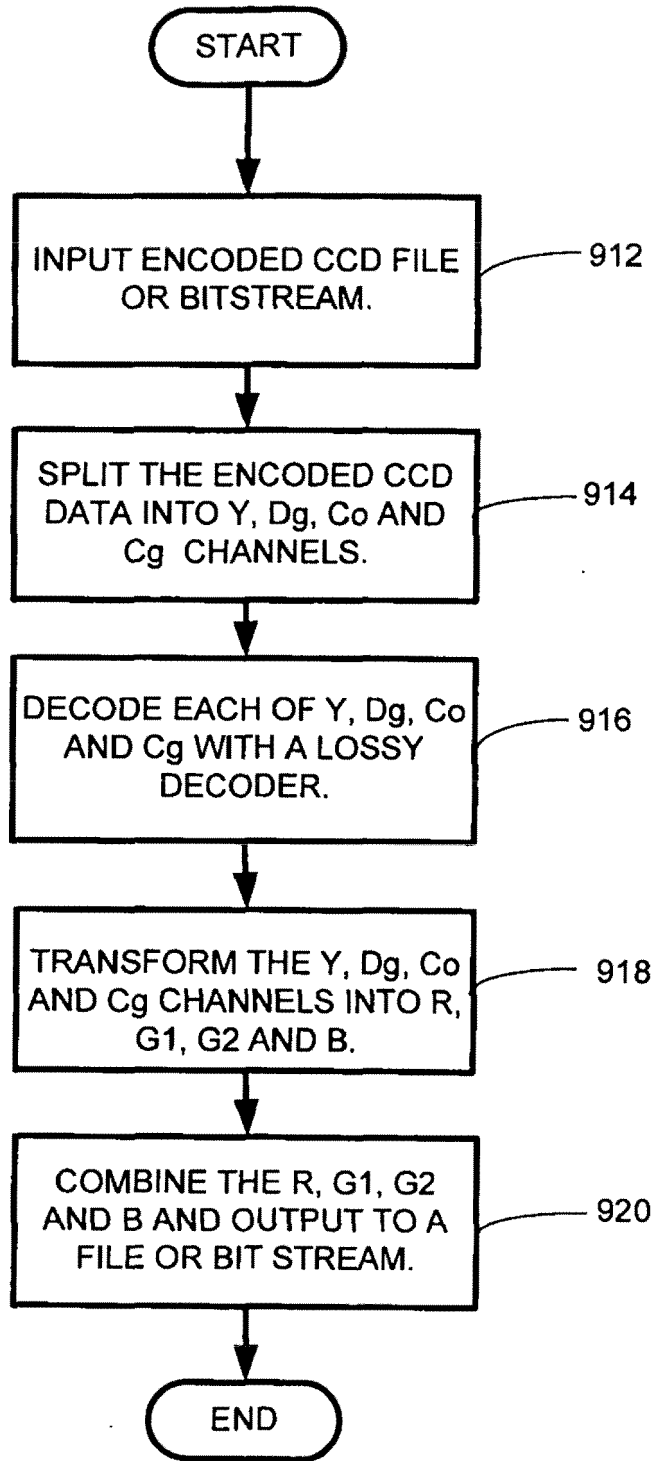 START
INPUT ENCODED CCD FILE
OR BITSTREAM.
912
SPLIT THE ENCODED CCD
DATA INTO Y, Dg, Co AND
Cg CHANNELS.
914
DECODE EACH OF Y, Dg, Co
AND Cg WITH A LOSSY
DECODER.
916
TRANSFORM THE Y, Dg, Co
AND Cg CHANNELS INTO R,
G1, G2 AND B.
918
COMBINE THE R, G1, G2
AND B AND OUTPUT TO A
FILE OR BIT STREAM.
920
END